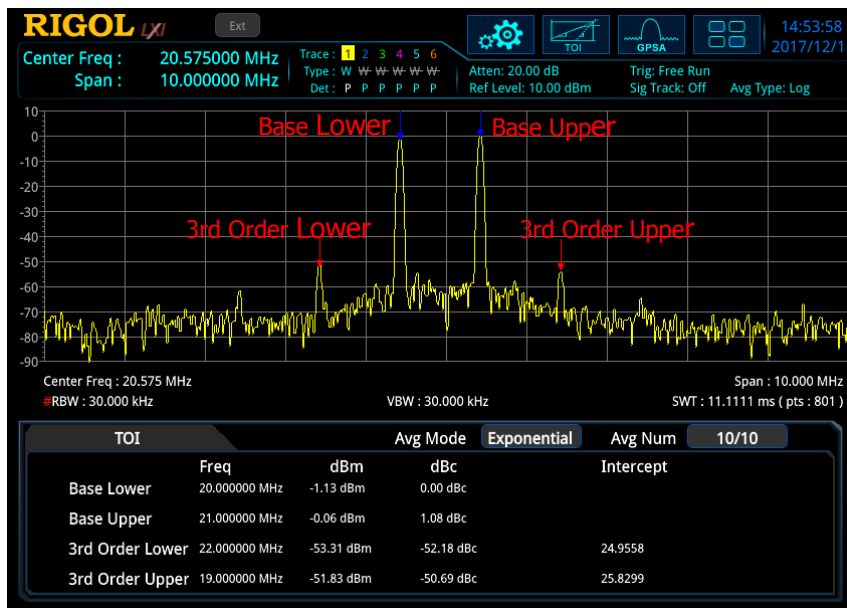 RIGOL LXI Ext
14:53:58
TOI GPSA 2017/12/1
Center Freq : 20.575000 MHz
Span : 10.000000 MHz
Trace : 1 2 3 4 5 6
Type : W W W W W W
Det : P P P P P P
Atten: 20.00 dB Trig: Free Run
Ref Level: 10.00 dBm Sig Track: Off Avg Type: Log
10
0
-10
-20
-30
-40
-50
-60
-70
-80
-90
Base Lower Base Upper
3rd Order Lower 3rd Order Upper
Center Freq : 20.575 MHz Span : 10.000 MHz
#RBW : 30.000 kHz VBW : 30.000 kHz SWT : 11.1111 ms ( pts : 801 )
TOI Avg Mode Exponential Avg Num 10/10
Freq dBm dBc Intercept
Base Lower 20.000000 MHz -1.13 dBm 0.00 dBc
Base Upper 21.000000 MHz -0.06 dBm 1.08 dBc
3rd Order Lower 22.000000 MHz -53.31 dBm -52.18 dBc 24.9558
3rd Order Upper 19.000000 MHz -51.83 dBm -50.69 dBc 25.8299